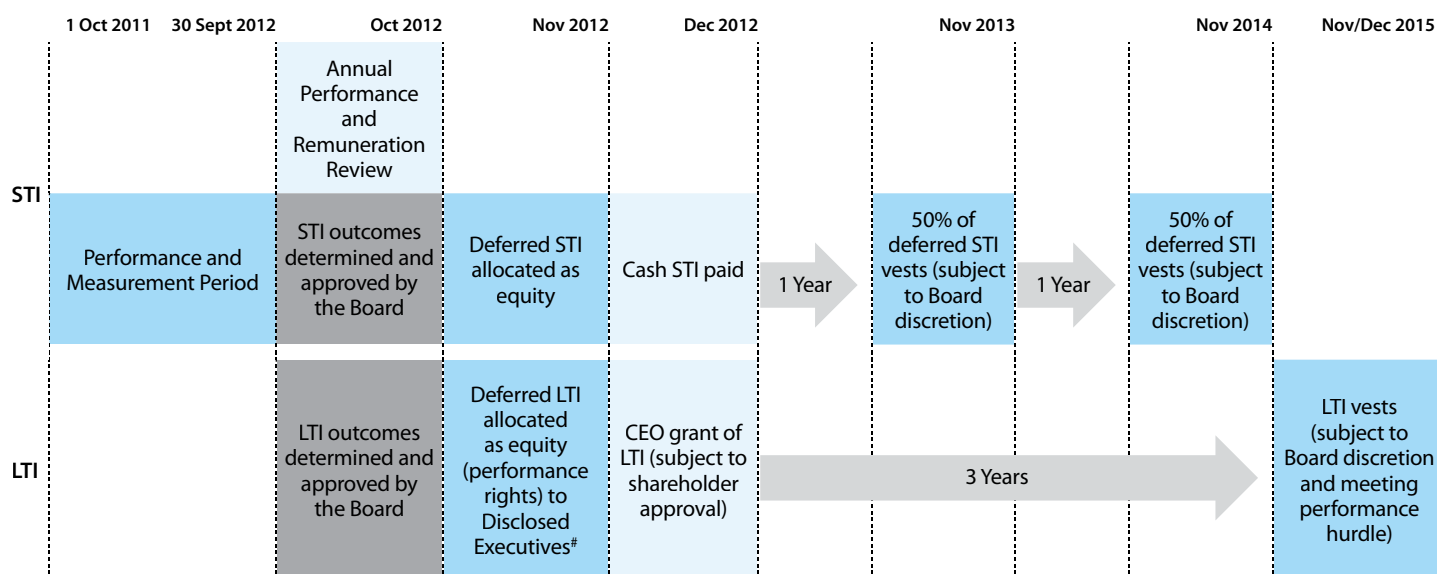 1 Oct 2011 30 Sept 2012 Oct 2012 Nov 2012 Dec 2012 Nov 2013 Nov 2014 Nov/Dec 2015
Annual
Performance
and
Remuneration
Review
STI
Performance and
Measurement Period
STI outcomes
determined and
approved by
the Board
Deferred STI
allocated as
equity
Cash STI paid
1 Year
50% of
deferred STI
vests (subject
to Board
discretion)
1 Year
50% of
deferred STI
vests (subject
to Board
discretion)
LTI
LTI outcomes
determined and
approved by
the Board
Deferred LTI
allocated
as equity
(performance
rights) to
Disclosed
Executives#
CEO grant of
LTI (subject to
shareholder
approval)
3 Years
LTI vests
(subject to
Board discretion
and meeting
performance
hurdle)